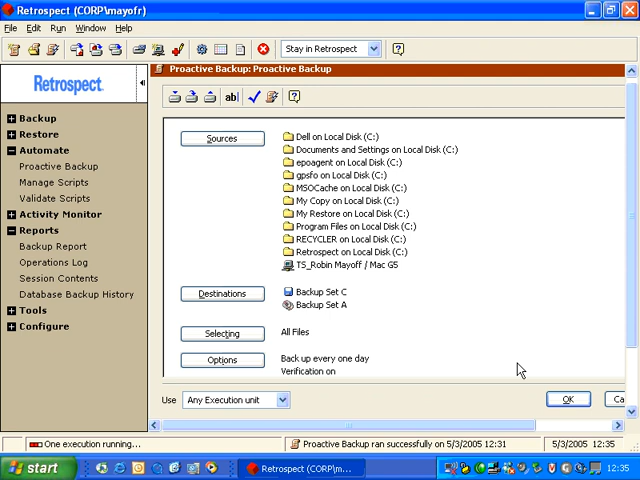 Retrospect (CORP\mayofr)
File Edit Run Window Help
Stay in Retrospect
Retrospect.
Proactive Backup: Proactive Backup
Backup
Restore
Automate
Proactive Backup
Manage Scripts
Validate Scripts
Activity Monitor
Reports
Backup Report
Operations Log
Session Contents
Database Backup History
Tools
Configure
ab|
Sources
Dell on Local Disk (C:)
Documents and Settings on Local Disk (C:)
epoagent on Local Disk (C:)
gpsfo on Local Disk (C:)
MSOCache on Local Disk (C:)
My Copy on Local Disk (C:)
My Restore on Local Disk (C:)
Program Files on Local Disk (C:)
RECYCLER on Local Disk (C:)
Retrospect on Local Disk (C:)
TS_Robin Mayoff / Mac G5
Destinations
Backup Set C
Backup Set A
Selecting
All Files
Options
Back up every one day
Verification on
Use Any Execution unit OK Ca
One execution running... Proactive Backup ran successfully on 5/3/2005 12:31 5/3/2005 12:35
start Retrospect (CORP\m... 12:35